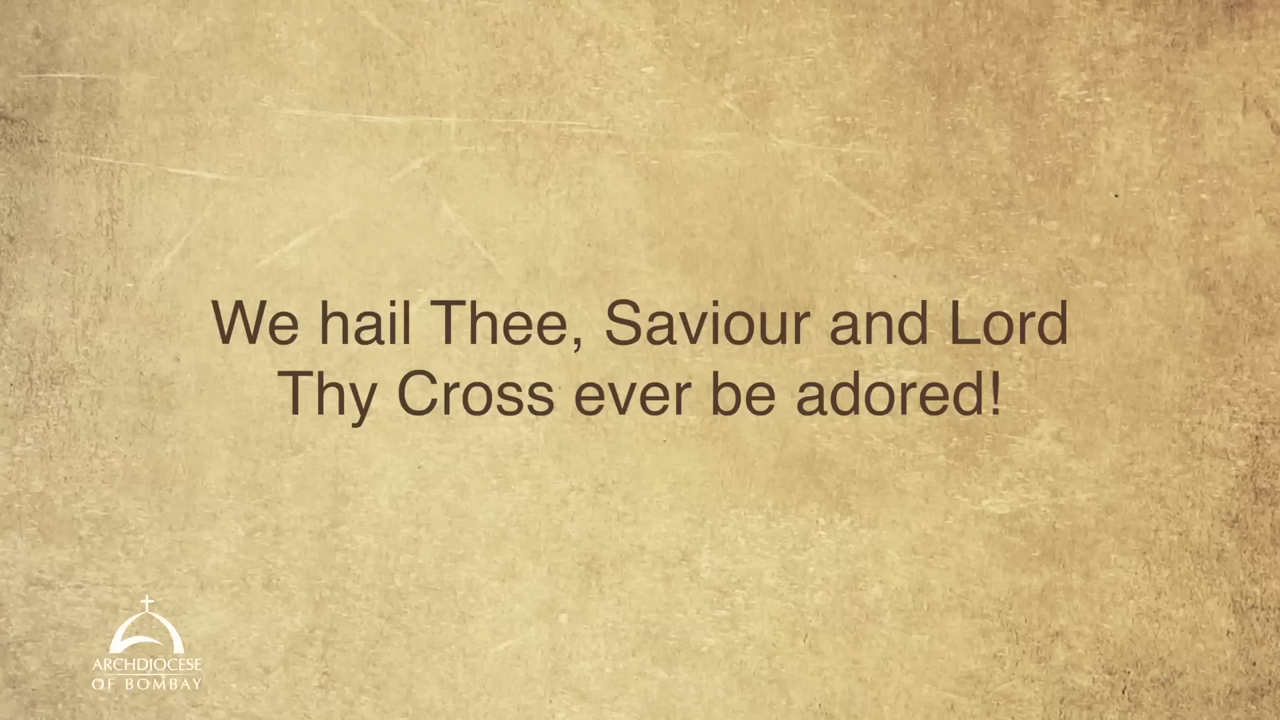 We hail Thee, Saviour and Lord
Thy Cross ever be adored!
ARCHDIOCESE
OF BOMBAY